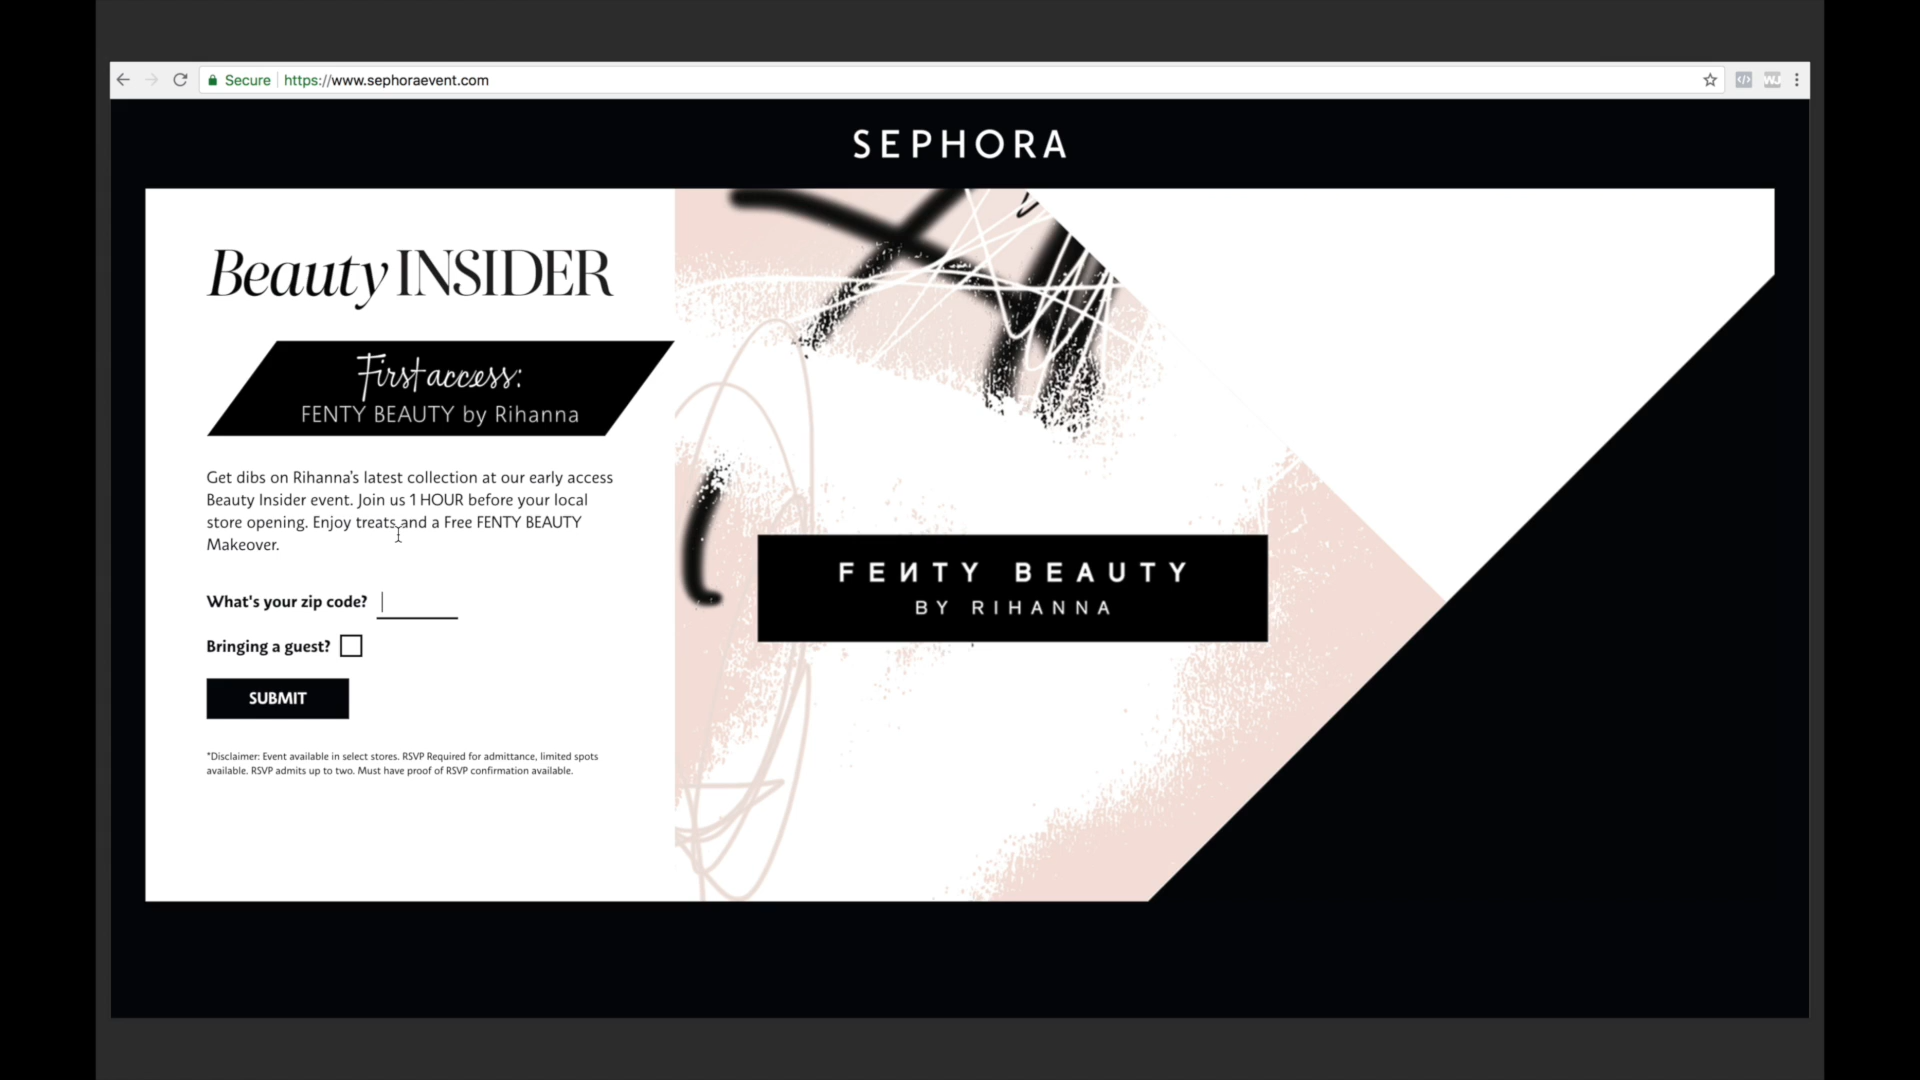 Secure https://www.sephoraevent.com
SEPHORA
Beauty INSIDER
First access:
FENTY BEAUTY by Rihanna
Get dibs on Rihanna's latest collection at our early access
Beauty Insider event. Join us 1 HOUR before your local
store opening. Enjoy treats and a Free FENTY BEAUTY
Makeover.
What's your zip code?
Bringing a guest?
SUBMIT
*Disclaimer: Event available in select stores. RSVP Required for admittance, limited spots
available. RSVP admits up to two. Must have proof of RSVP confirmation available.
FEИTY BEAUTY
BY RIHANNA